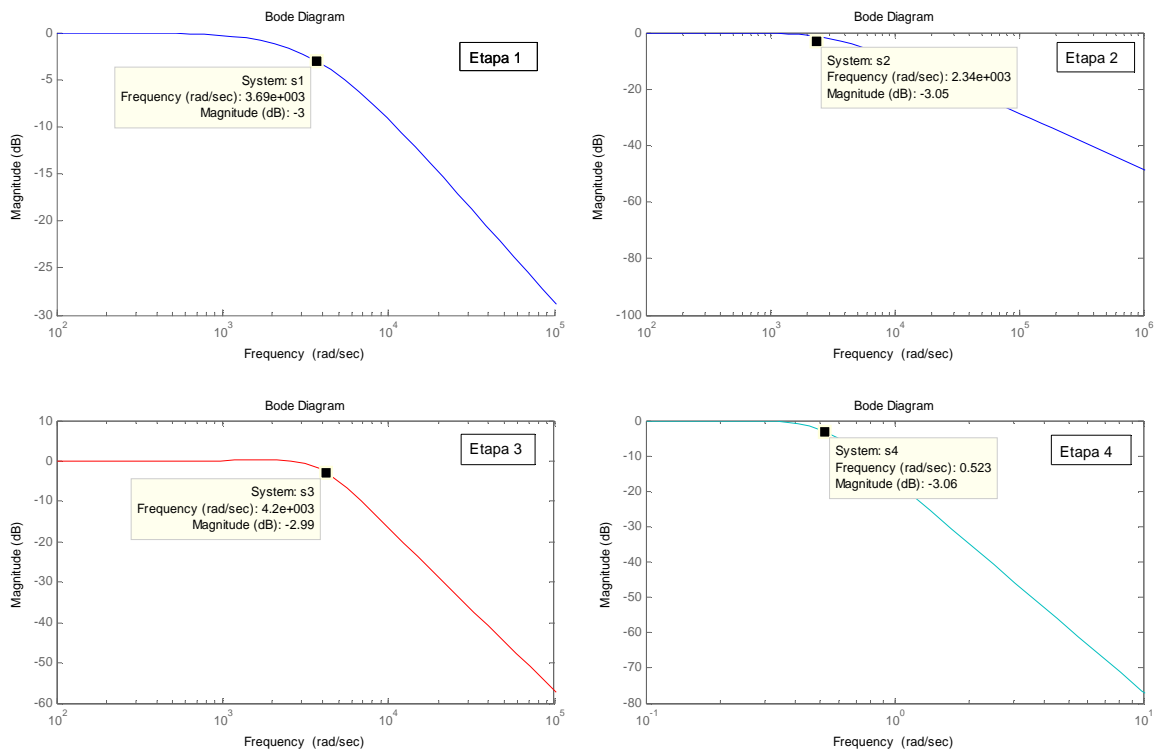 Bode Diagram
0
-5
-10
-15
-20
-25
-30
Magnitude (dB)
Etapa 1
System: s1
Frequency (rad/sec): 3.69e+003
Magnitude (dB): -3
10^2
10^3
10^4
10^5
Frequency (rad/sec)
Bode Diagram
0
-20
-40
-60
-80
-100
Magnitude (dB)
Etapa 2
System: s2
Frequency (rad/sec): 2.34e+003
Magnitude (dB): -3.05
10^2
10^3
10^4
10^5
10^6
Frequency (rad/sec)
Bode Diagram
10
0
-10
-20
-30
-40
-50
-60
Magnitude (dB)
Etapa 3
System: s3
Frequency (rad/sec): 4.2e+003
Magnitude (dB): -2.99
10^2
10^3
10^4
10^5
Frequency (rad/sec)
Bode Diagram
0
-10
-20
-30
-40
-50
-60
-70
-80
Magnitude (dB)
Etapa 4
System: s4
Frequency (rad/sec): 0.523
Magnitude (dB): -3.06
10^-1
10^0
10^1
Frequency (rad/sec)